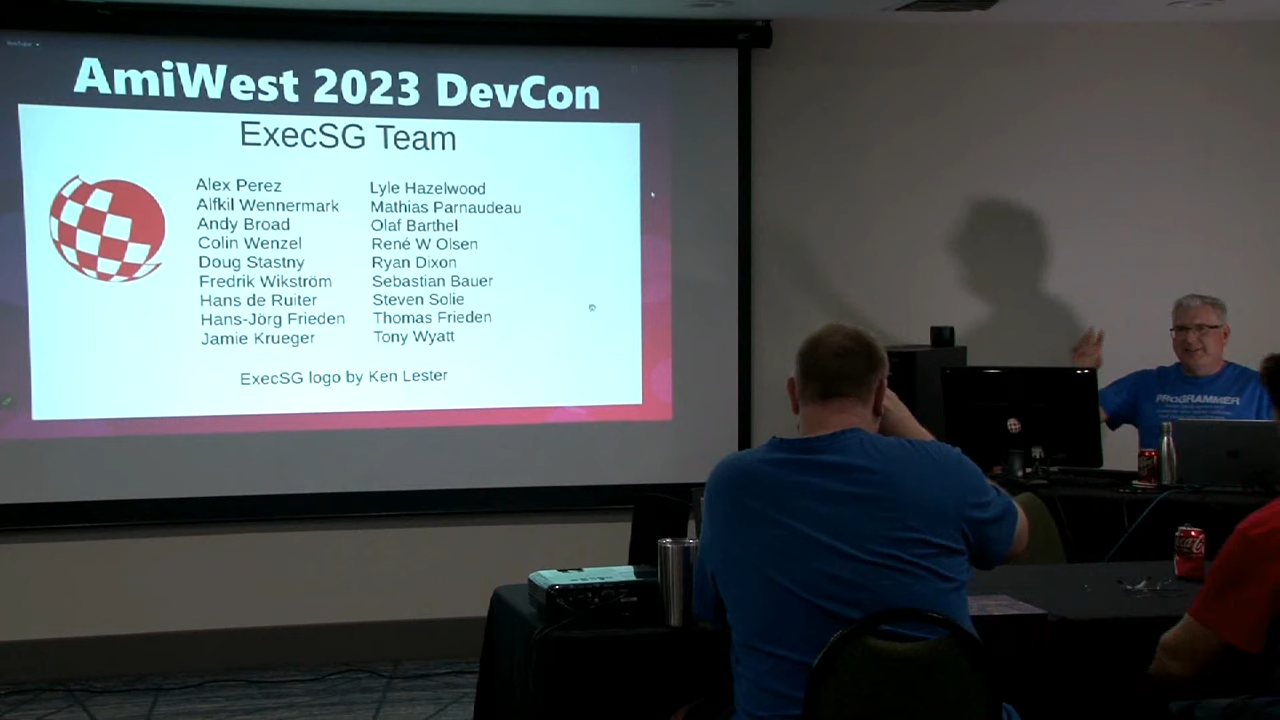 AmiWest 2023 DevCon
ExecSG Team
Alex Perez
Alfkil Wennermark
Andy Broad
Colin Wenzel
Doug Stastny
Fredrik Wikström
Hans de Ruiter
Hans-Jörg Frieden
Jamie Krueger
Lyle Hazelwood
Mathias Parnaudeau
Olaf Barthel
René W Olsen
Ryan Dixon
Sebastian Bauer
Steven Solie
Thomas Frieden
Tony Wyatt
ExecSG logo by Ken Lester
PROGRAMMER
Coca-Cola